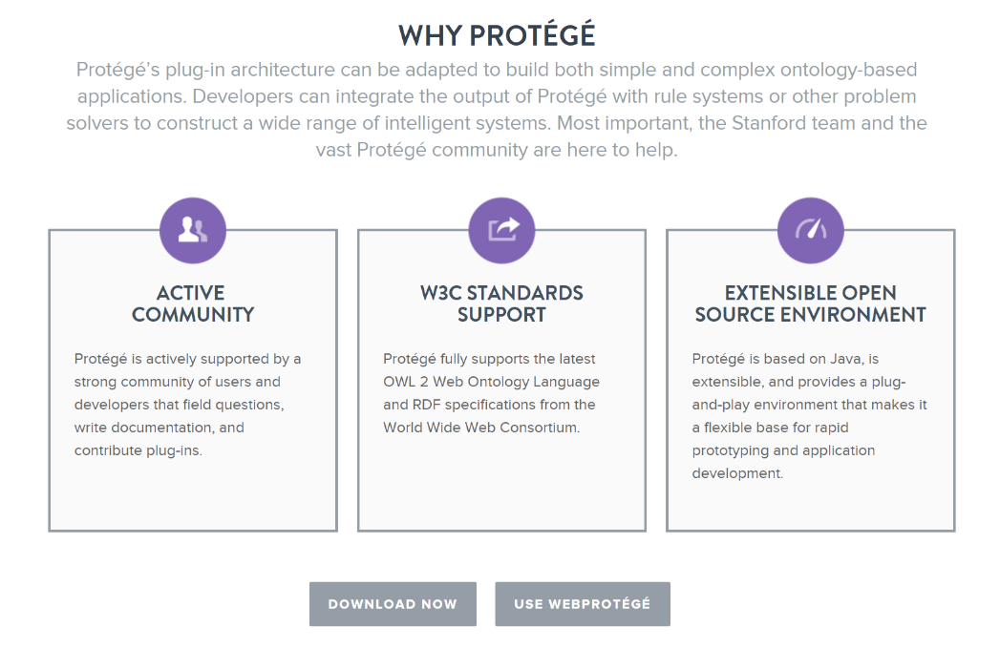 WHY PROTÉGÉ
Protégé’s plug-in architecture can be adapted to build both simple and complex ontology-based
applications. Developers can integrate the output of Protégé with rule systems or other problem
solvers to construct a wide range of intelligent systems. Most important, the Stanford team and the
vast Protégé community are here to help.
ACTIVE
COMMUNITY
Protégé is actively supported by a
strong community of users and
developers that field questions,
write documentation, and
contribute plug-ins.
W3C STANDARDS
SUPPORT
Protégé fully supports the latest
OWL 2 Web Ontology Language
and RDF specifications from the
World Wide Web Consortium.
EXTENSIBLE OPEN
SOURCE ENVIRONMENT
Protégé is based on Java, is
extensible, and provides a plug-
and-play environment that makes it
a flexible base for rapid
prototyping and application
development.
DOWNLOAD NOW
USE WEBPROTÉGÉ